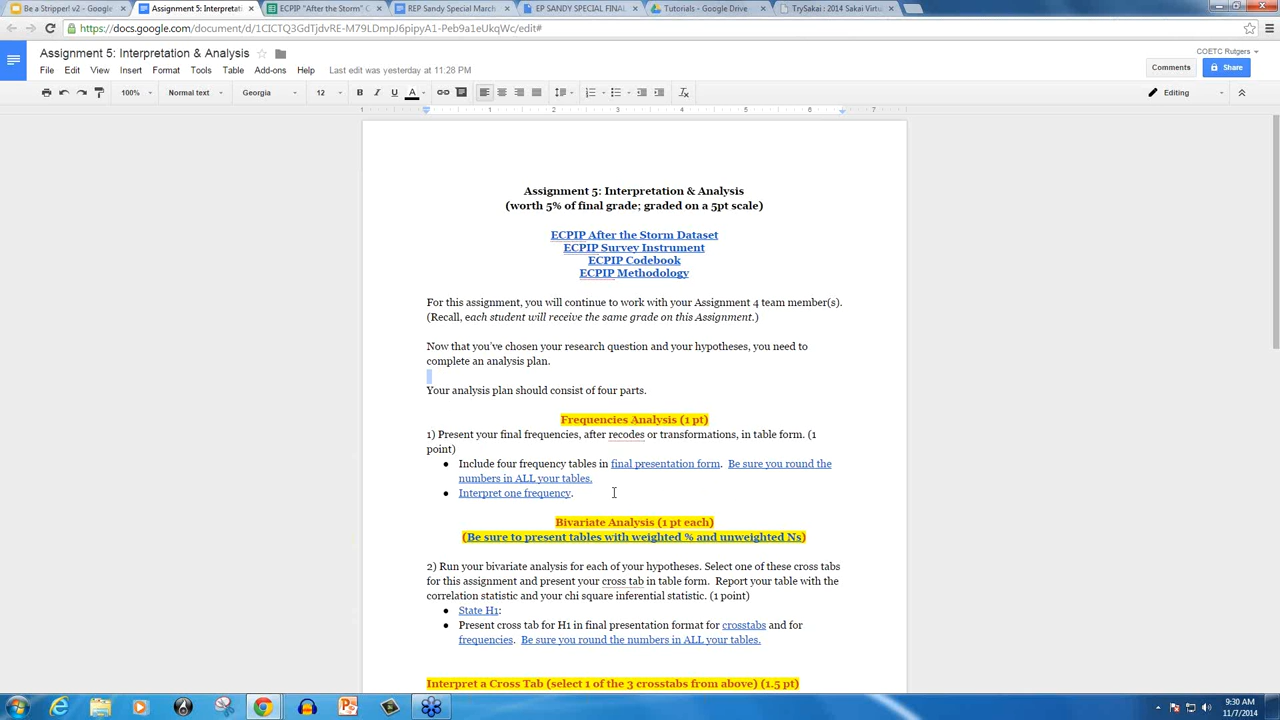 Be a Stripper! v2 - Google
Assignment 5: Interpretati
ECPIP "After the Storm" C
REP Sandy Special March
EP SANDY SPECIAL FINAL
Tutorials - Google Drive
TrySakai : 2014 Sakai Virtu
https://docs.google.com/document/d/1CICTQ3GdTjdvRE-M79LDmpJ6pipyA1-Peb9a1eUkqWc/edit#
Assignment 5: Interpretation & Analysis
COETC Rutgers
File Edit View Insert Format Tools Table Add-ons Help Last edit was yesterday at 11:28 PM
Comments Share
100% Normal text Georgia 12 B I U A Editing
1 1 2 3 4 5 6 7
Assignment 5: Interpretation & Analysis
(worth 5% of final grade; graded on a 5pt scale)
ECPIP After the Storm Dataset
ECPIP Survey Instrument
ECPIP Codebook
ECPIP Methodology
For this assignment, you will continue to work with your Assignment 4 team member(s).
(Recall, each student will receive the same grade on this Assignment.)
Now that you've chosen your research question and your hypotheses, you need to
complete an analysis plan.
Your analysis plan should consist of four parts.
Frequencies Analysis (1 pt)
1) Present your final frequencies, after recodes or transformations, in table form. (1
point)
● Include four frequency tables in final presentation form. Be sure you round the
numbers in ALL your tables.
● Interpret one frequency.
Bivariate Analysis (1 pt each)
(Be sure to present tables with weighted % and unweighted Ns)
2) Run your bivariate analysis for each of your hypotheses. Select one of these cross tabs
for this assignment and present your cross tab in table form. Report your table with the
correlation statistic and your chi square inferential statistic. (1 point)
● State H1:
● Present cross tab for H1 in final presentation format for crosstabs and for
frequencies. Be sure you round the numbers in ALL your tables.
Interpret a Cross Tab (select 1 of the 3 crosstabs from above) (1.5 pt)
9:30 AM
11/7/2014